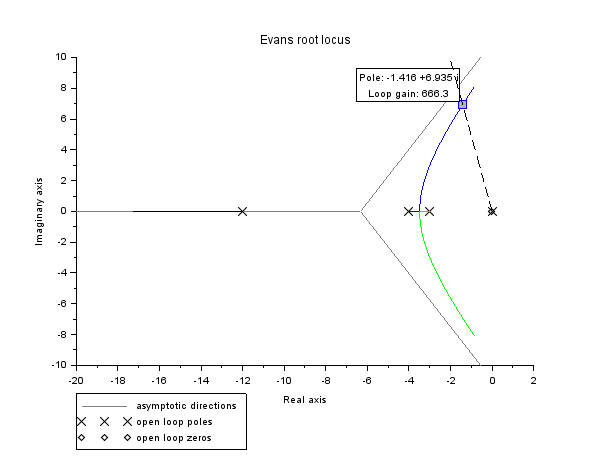 Evans root locus
Pole: -1.416 +6.935i
Loop gain: 666.3
10
8
6
4
2
0
-2
-4
-6
-8
-10
Imaginary axis
-20
-18
-16
-14
-12
-10
-8
-6
-4
-2
0
2
Real axis
asymptotic directions
open loop poles
open loop zeros